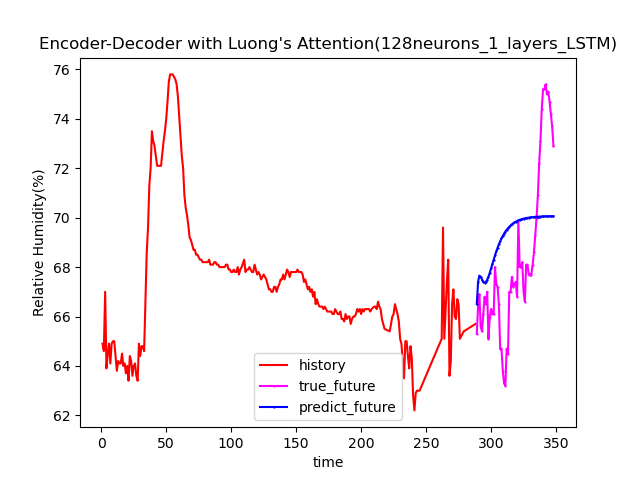 Encoder-Decoder with Luong's Attention(128neurons_1_layers_LSTM)
76
74
72
70
68
66
64
62
Relative Humidity(%)
history
true_future
predict_future
0 50 100 150 200 250 300 350
time